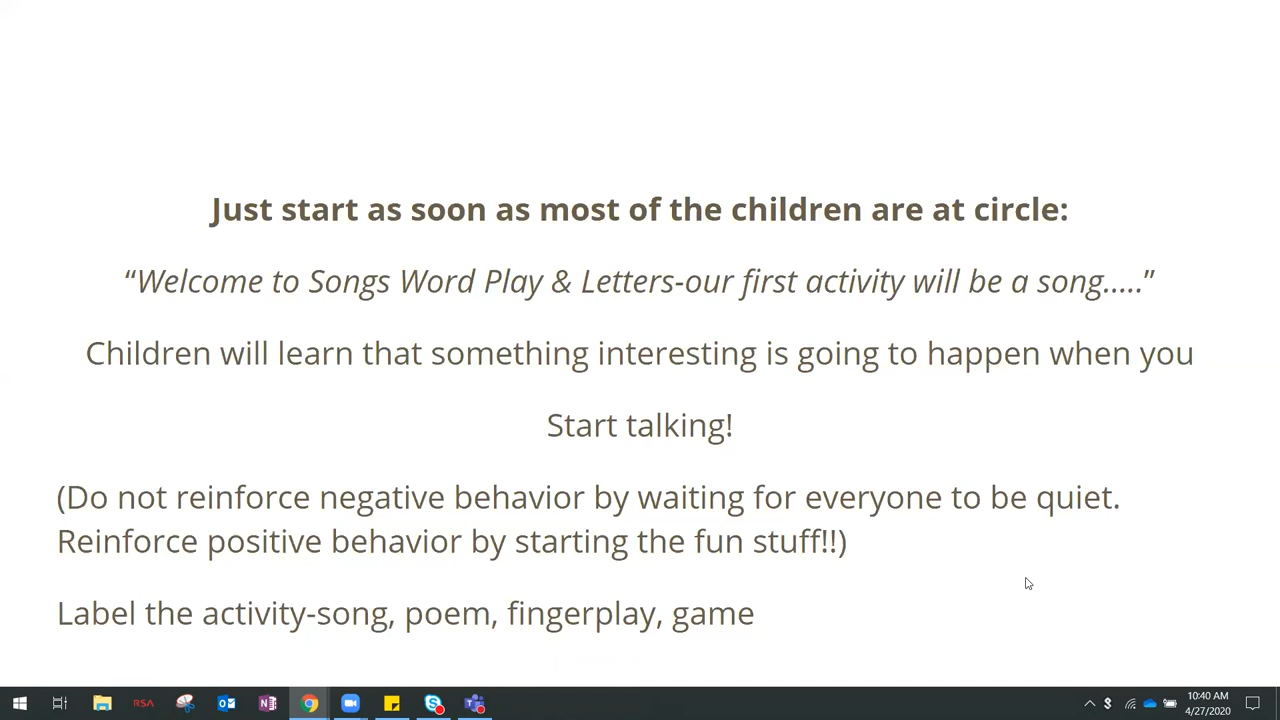 Just start as soon as most of the children are at circle:
“Welcome to Songs Word Play & Letters-our first activity will be a song.....”
Children will learn that something interesting is going to happen when you
Start talking!
(Do not reinforce negative behavior by waiting for everyone to be quiet.
Reinforce positive behavior by starting the fun stuff!!)
Label the activity-song, poem, fingerplay, game
RSA
10:40 AM
4/27/2020